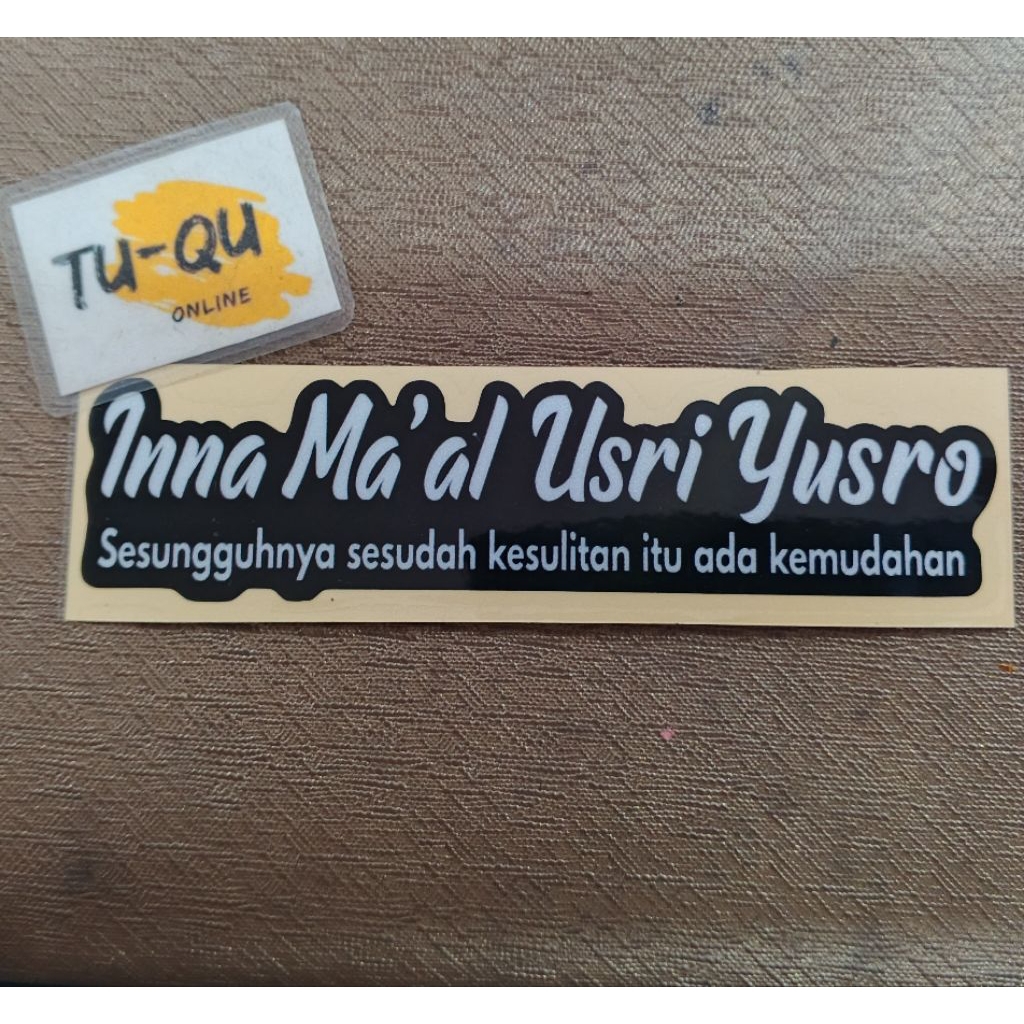 TU-QU
ONLINE
Inna Ma'al Usri Yusro
Sesungguhnya sesudah kesulitan itu ada kemudahan